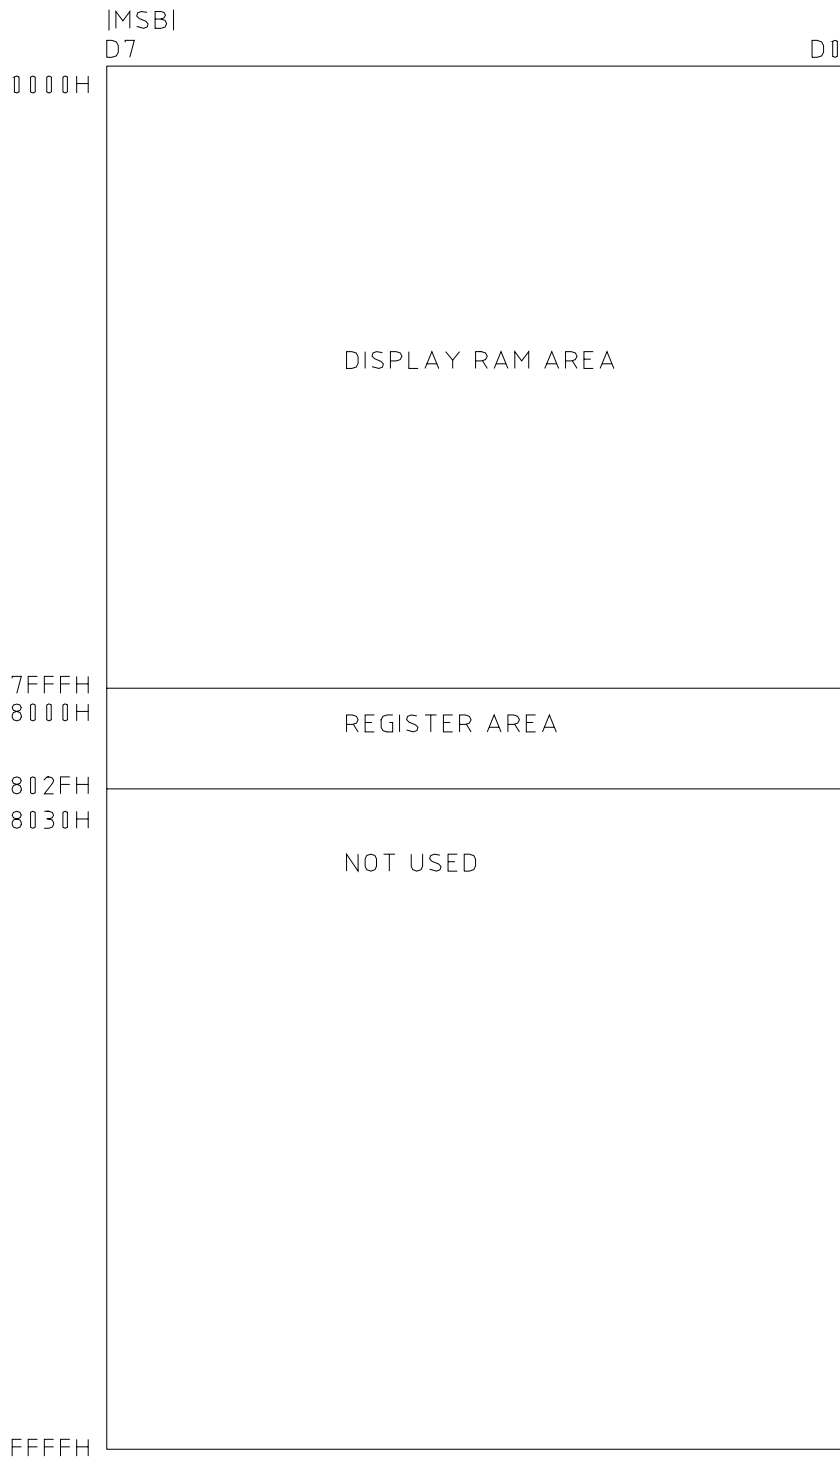 |MSB|
D7 D0
0000H
DISPLAY RAM AREA
7FFFH
8000H
REGISTER AREA
802FH
8030H
NOT USED
FFFFH